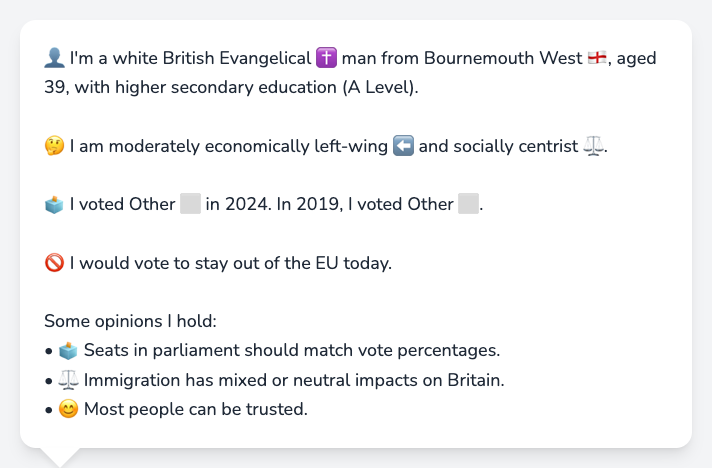 👤 I'm a white British Evangelical ✝️ man from Bournemouth West 🏴󠁧󠁢󠁥󠁮󠁧󠁿, aged
39, with higher secondary education (A Level).
🤔 I am moderately economically left-wing ⬅️ and socially centrist ⚖️.
🗳️ I voted Other ⬜ in 2024. In 2019, I voted Other ⬜.
🚫 I would vote to stay out of the EU today.
Some opinions I hold:
• 🗳️ Seats in parliament should match vote percentages.
• ⚖️ Immigration has mixed or neutral impacts on Britain.
• 😊 Most people can be trusted.